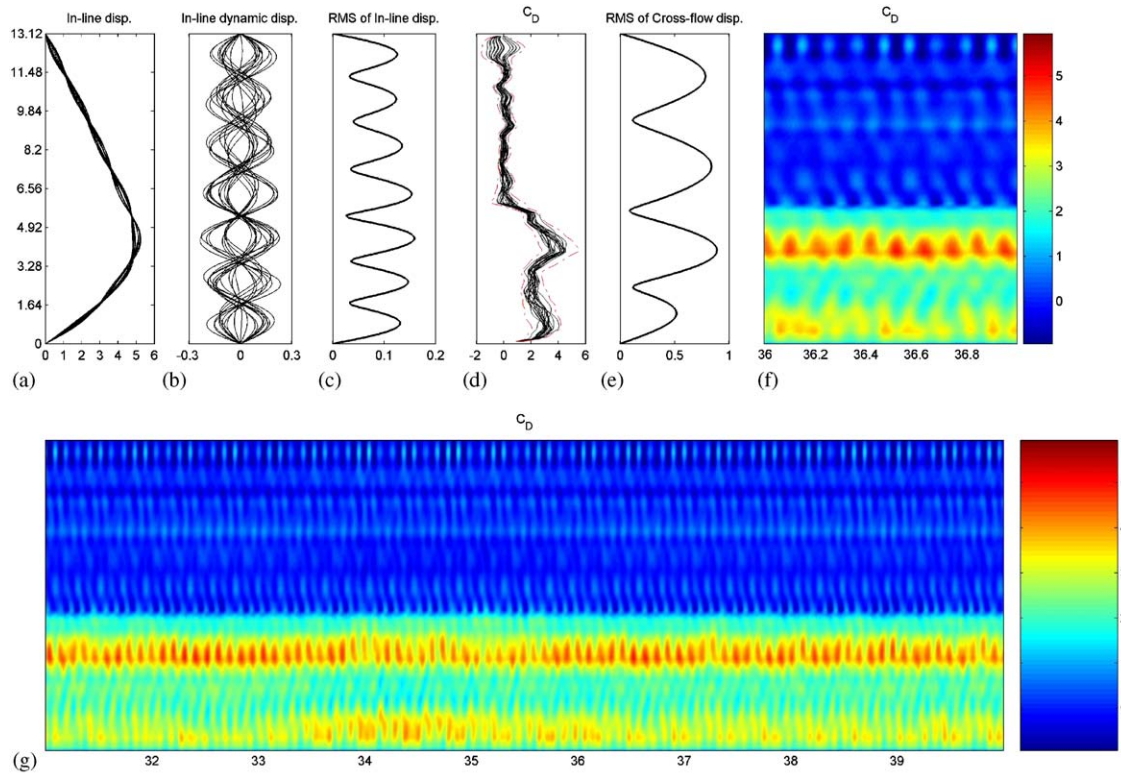 In-line disp.
In-line dynamic disp.
RMS of In-line disp.
C_D
RMS of Cross-flow disp.
C_D
13.12
11.48
9.84
8.2
6.56
4.92
3.28
1.64
0
0 1 2 3 4 5 6
-0.3 0 0.3
0 0.1 0.2
-2 0 2 4 6
0 0.5 1
36 36.2 36.4 36.6 36.8
5
4
3
2
1
0
(a) (b) (c) (d) (e) (f)
C_D
(g)
32 33 34 35 36 37 38 39